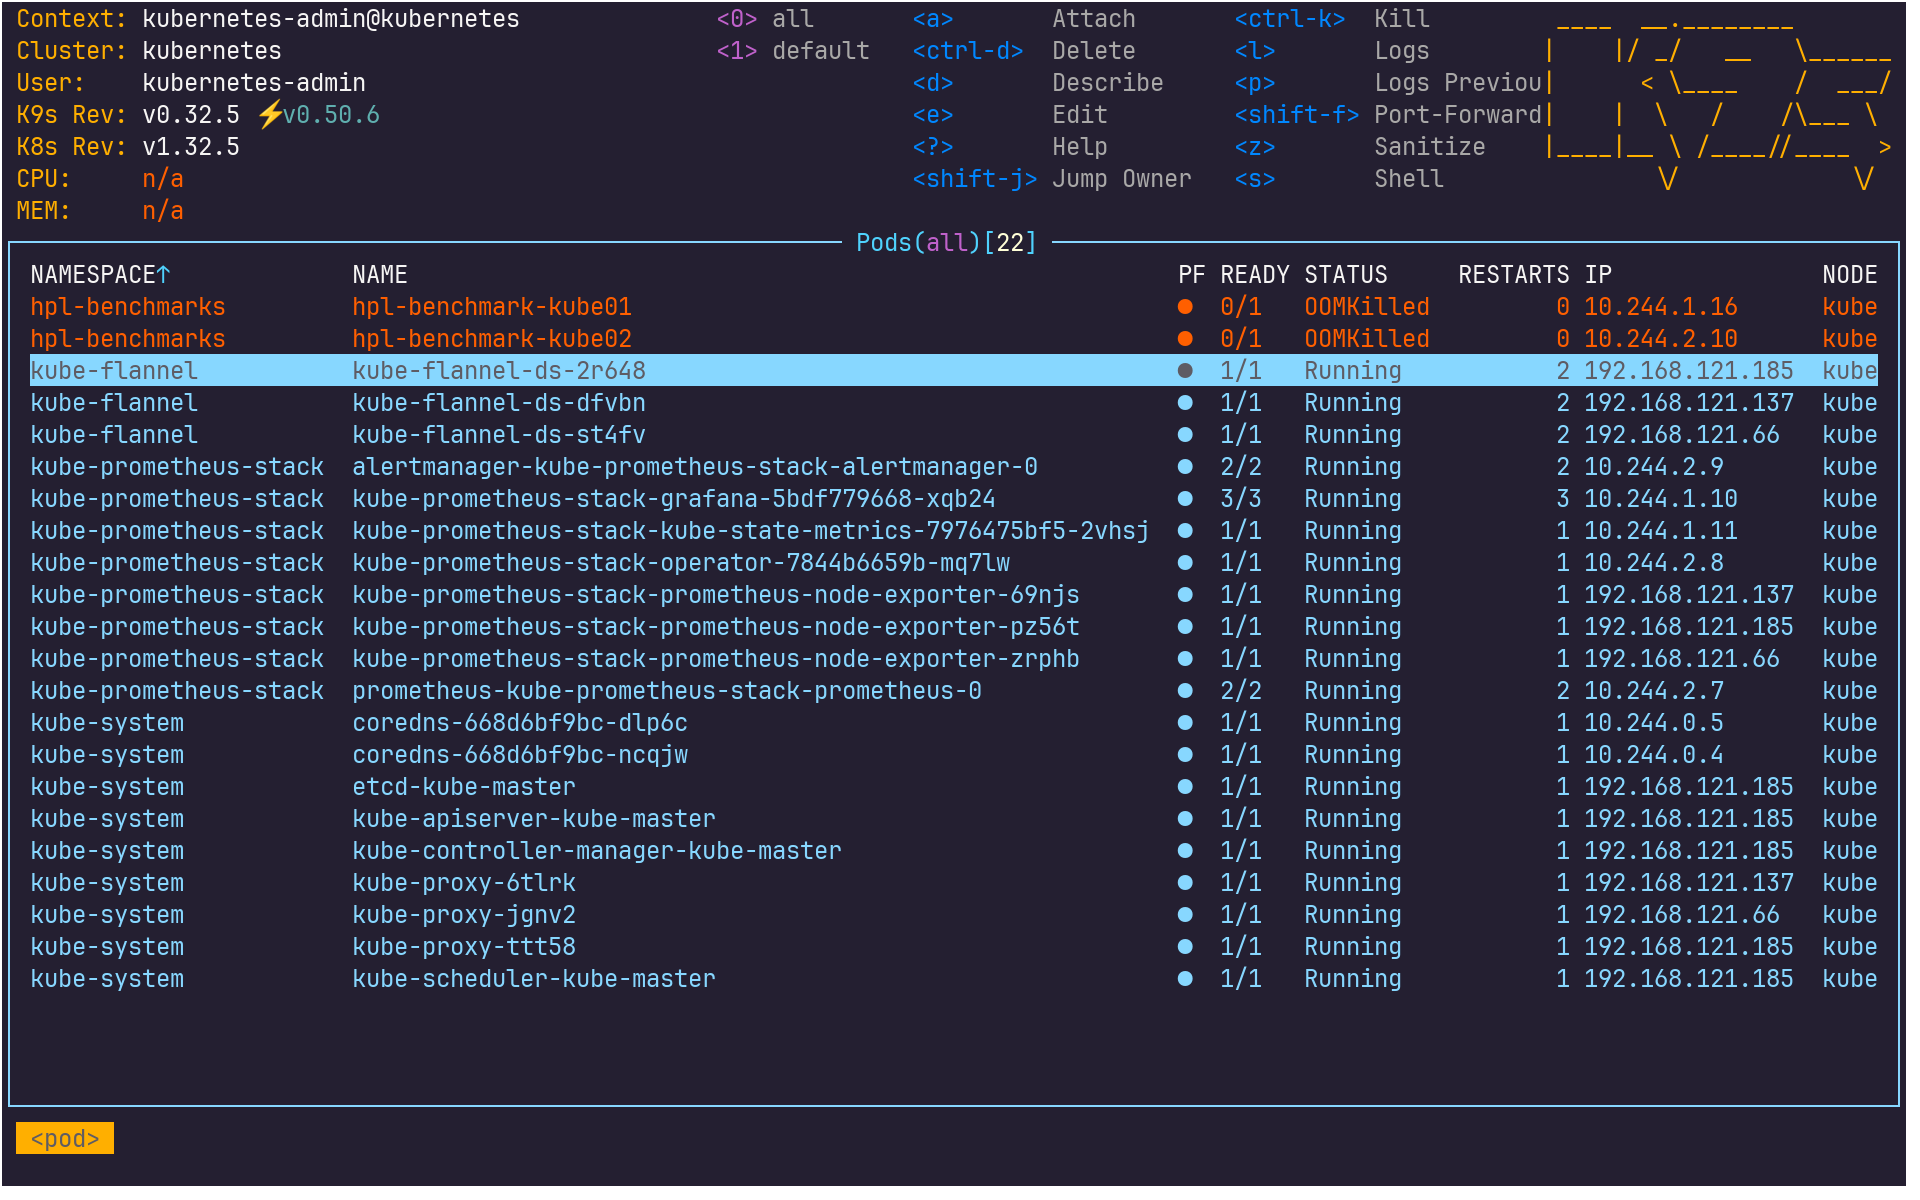 Context: kubernetes-admin@kubernetes <0> all <a> Attach <ctrl-k> Kill
Cluster: kubernetes <1> default <ctrl-d> Delete <l> Logs
User: kubernetes-admin <d> Describe <p> Logs Previou
K9s Rev: v0.32.5 ⚡v0.50.6 <e> Edit <shift-f> Port-Forward
K8s Rev: v1.32.5 <?> Help <z> Sanitize
CPU: n/a <shift-j> Jump Owner <s> Shell
MEM: n/a
Pods(all)[22]
NAMESPACE↑ NAME PF READY STATUS RESTARTS IP NODE
hpl-benchmarks hpl-benchmark-kube01 ● 0/1 OOMKilled 0 10.244.1.16 kube
hpl-benchmarks hpl-benchmark-kube02 ● 0/1 OOMKilled 0 10.244.2.10 kube
kube-flannel kube-flannel-ds-2r648 ● 1/1 Running 2 192.168.121.185 kube
kube-flannel kube-flannel-ds-dfvbn ● 1/1 Running 2 192.168.121.137 kube
kube-flannel kube-flannel-ds-st4fv ● 1/1 Running 2 192.168.121.66 kube
kube-prometheus-stack alertmanager-kube-prometheus-stack-alertmanager-0 ● 2/2 Running 2 10.244.2.9 kube
kube-prometheus-stack kube-prometheus-stack-grafana-5bdf779668-xqb24 ● 3/3 Running 3 10.244.1.10 kube
kube-prometheus-stack kube-prometheus-stack-kube-state-metrics-7976475bf5-2vhsj ● 1/1 Running 1 10.244.1.11 kube
kube-prometheus-stack kube-prometheus-stack-operator-7844b6659b-mq7lw ● 1/1 Running 1 10.244.2.8 kube
kube-prometheus-stack kube-prometheus-stack-prometheus-node-exporter-69njs ● 1/1 Running 1 192.168.121.137 kube
kube-prometheus-stack kube-prometheus-stack-prometheus-node-exporter-pz56t ● 1/1 Running 1 192.168.121.185 kube
kube-prometheus-stack kube-prometheus-stack-prometheus-node-exporter-zrphb ● 1/1 Running 1 192.168.121.66 kube
kube-prometheus-stack prometheus-kube-prometheus-stack-prometheus-0 ● 2/2 Running 2 10.244.2.7 kube
kube-system coredns-668d6bf9bc-dlp6c ● 1/1 Running 1 10.244.0.5 kube
kube-system coredns-668d6bf9bc-ncqjw ● 1/1 Running 1 10.244.0.4 kube
kube-system etcd-kube-master ● 1/1 Running 1 192.168.121.185 kube
kube-system kube-apiserver-kube-master ● 1/1 Running 1 192.168.121.185 kube
kube-system kube-controller-manager-kube-master ● 1/1 Running 1 192.168.121.185 kube
kube-system kube-proxy-6tlrk ● 1/1 Running 1 192.168.121.137 kube
kube-system kube-proxy-jgnv2 ● 1/1 Running 1 192.168.121.66 kube
kube-system kube-proxy-ttt58 ● 1/1 Running 1 192.168.121.185 kube
kube-system kube-scheduler-kube-master ● 1/1 Running 1 192.168.121.185 kube
<pod>